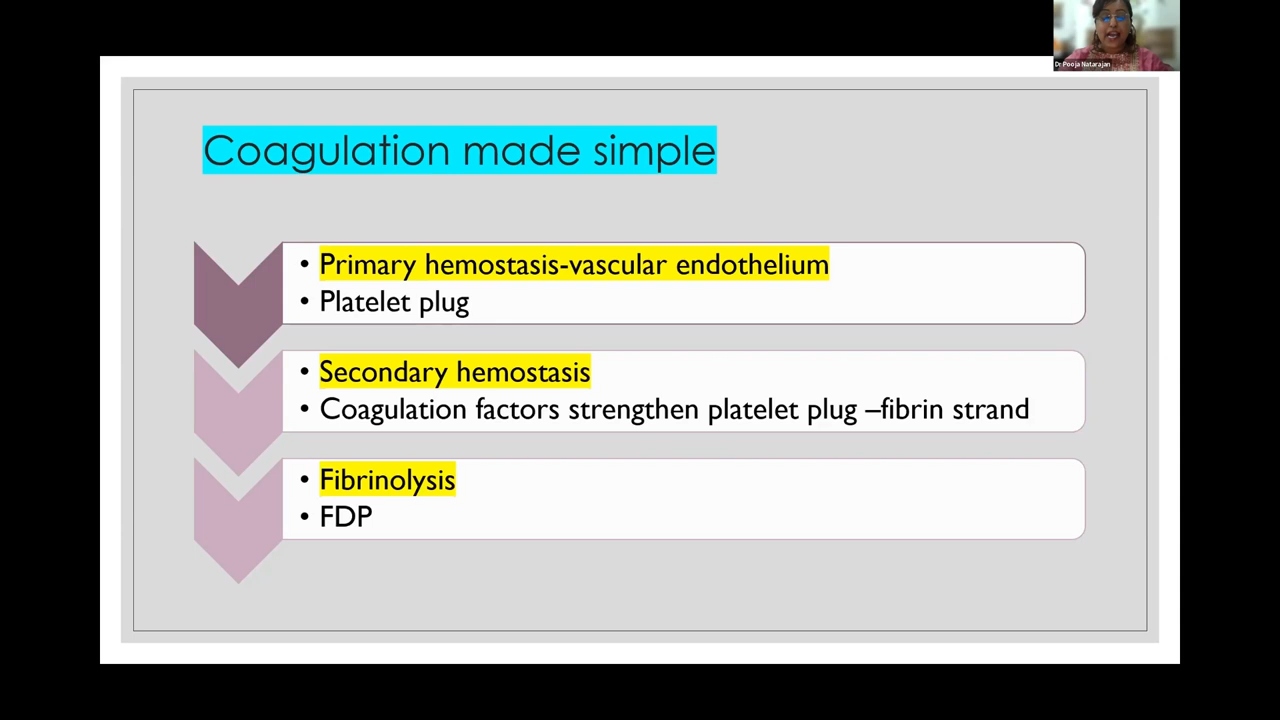 Dr Pooja Natarajan
Coagulation made simple
• Primary hemostasis-vascular endothelium
• Platelet plug
• Secondary hemostasis
• Coagulation factors strengthen platelet plug –fibrin strand
• Fibrinolysis
• FDP